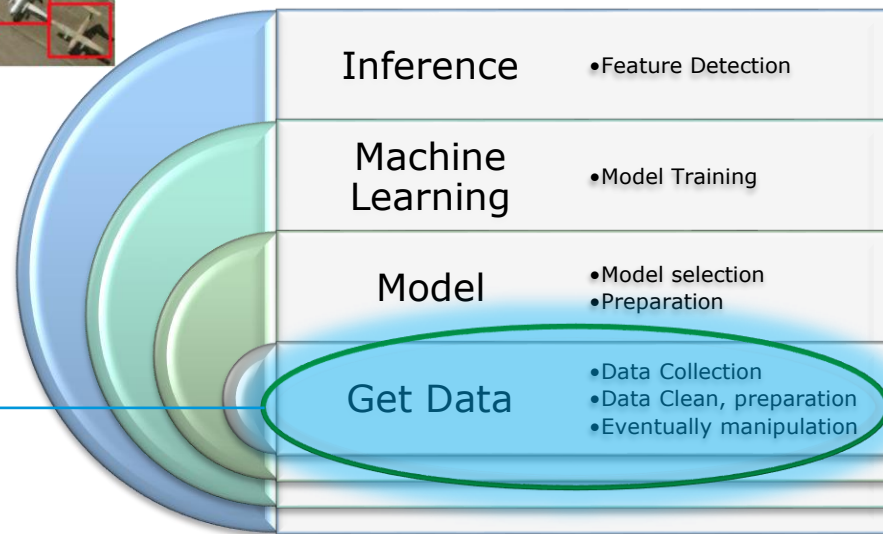 Inference
•Feature Detection
Machine
Learning
•Model Training
Model
•Model selection
•Preparation
Get Data
•Data Collection
•Data Clean, preparation
•Eventually manipulation